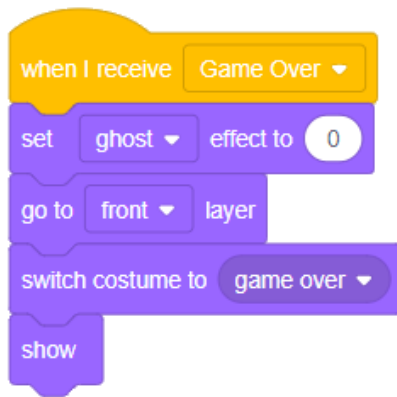 when I receive Game Over
set ghost effect to 0
go to front layer
switch costume to game over
show